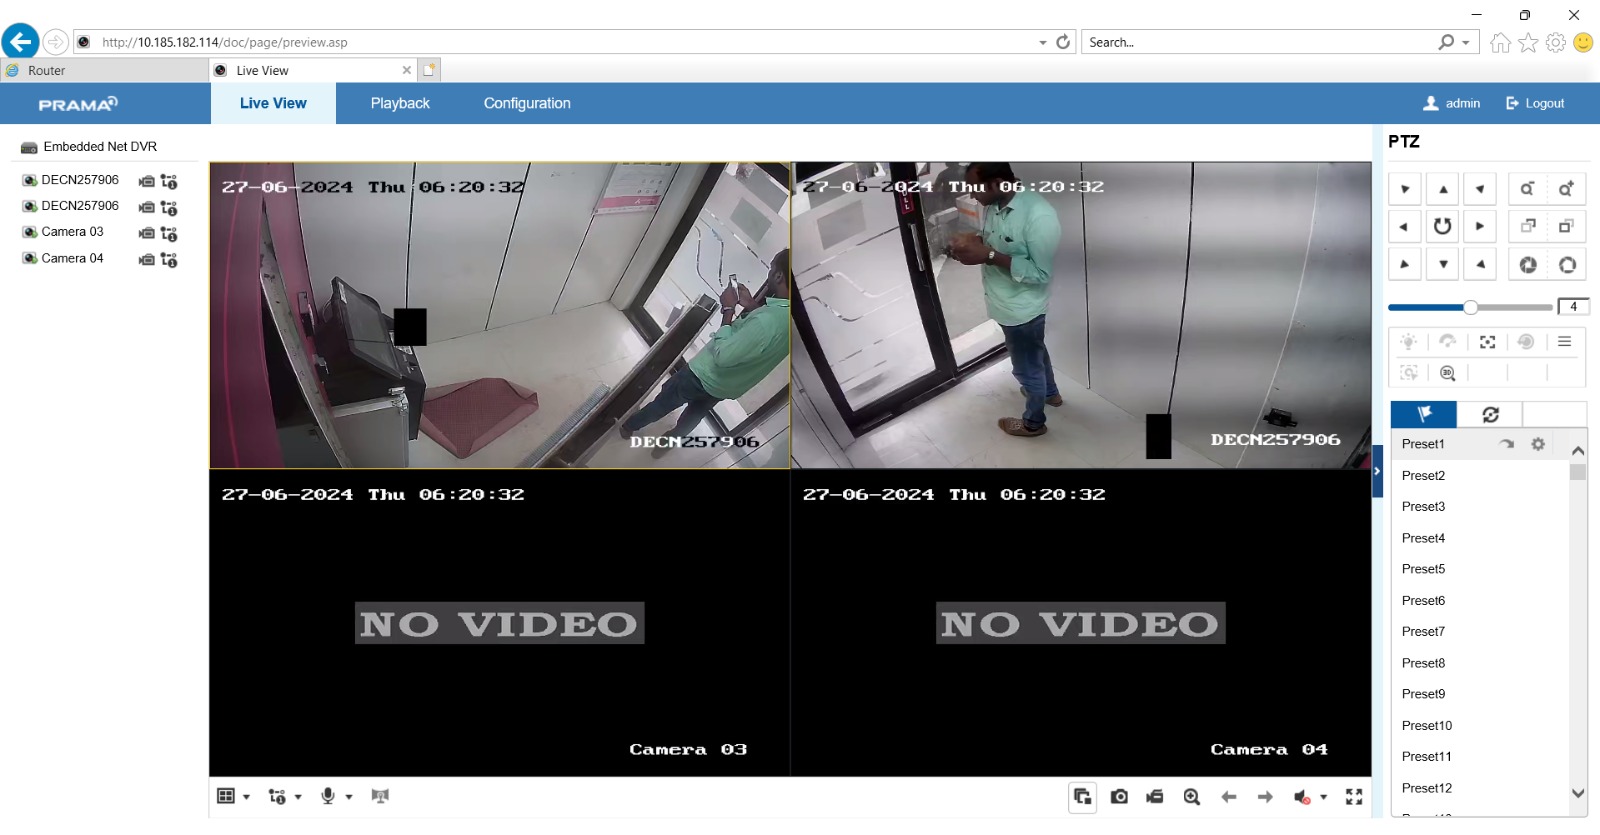 http://10.185.182.114/doc/page/preview.asp
Search...
Router
Live View
PRAMA
Live View
Playback
Configuration
admin
Logout
Embedded Net DVR
DECN257906
DECN257906
Camera 03
Camera 04
27-06-2024 Thu 06:20:32
DECN257906
27-06-2024 Thu 06:20:32
DECN257906
27-06-2024 Thu 06:20:32
NO VIDEO
Camera 03
27-06-2024 Thu 06:20:32
NO VIDEO
Camera 04
PTZ
4
3D
Preset1
Preset2
Preset3
Preset4
Preset5
Preset6
Preset7
Preset8
Preset9
Preset10
Preset11
Preset12